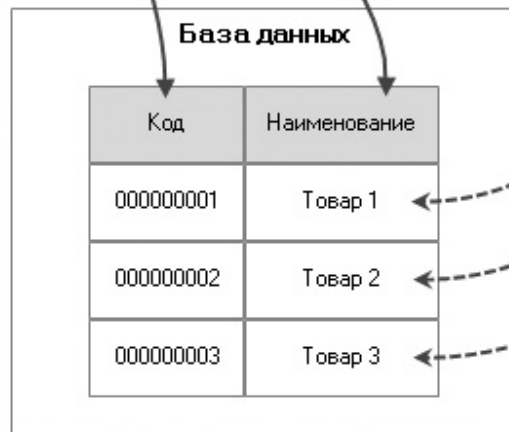 База данных
Код Наименование
000000001 Товар 1
000000002 Товар 2
000000003 Товар 3